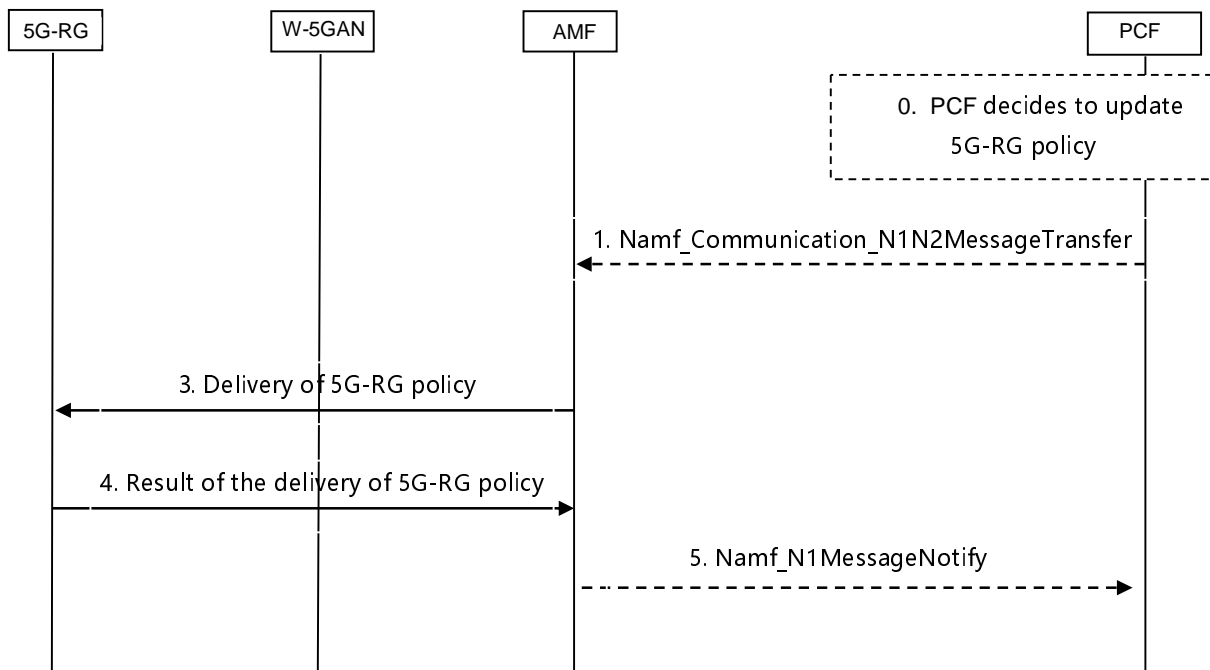 5G-RG
W-5GAN
AMF
PCF
0. PCF decides to update
5G-RG policy
1. Namf_Communication_N1N2MessageTransfer
3. Delivery of 5G-RG policy
4. Result of the delivery of 5G-RG policy
5. Namf_N1MessageNotify